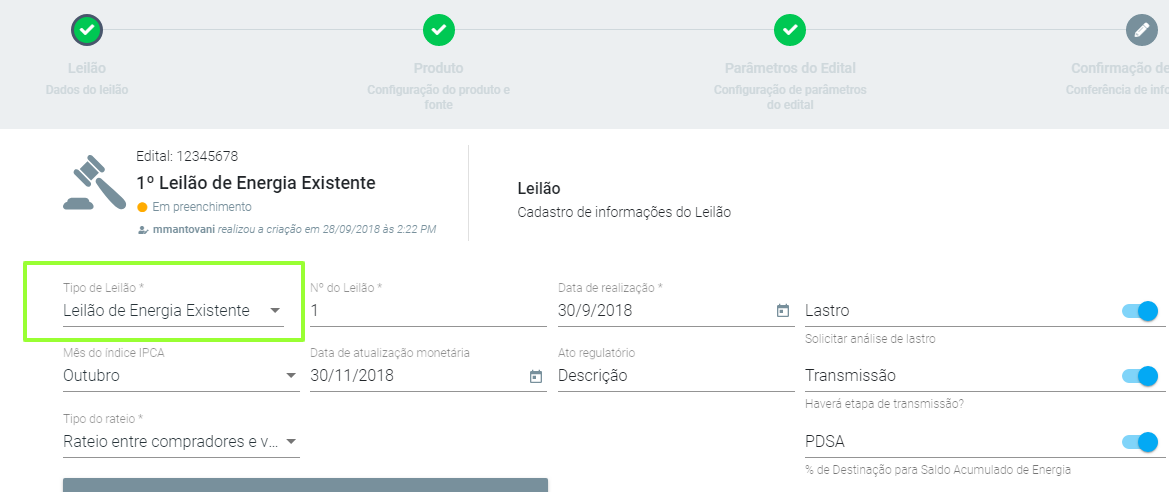 Leilão
Dados do leilão
Produto
Configuração do produto e
fonte
Parâmetros do Edital
Configuração de parâmetros
do edital
Confirmação de
Conferência de info
Edital: 12345678
1º Leilão de Energia Existente
Em preenchimento
mmantovani realizou a criação em 28/09/2018 às 2:22 PM
Leilão
Cadastro de informações do Leilão
Tipo de Leilão *
Leilão de Energia Existente
Nº do Leilão *
1
Data de realização *
30/9/2018
Lastro
Solicitar análise de lastro
Mês do índice IPCA
Outubro
Data de atualização monetária
30/11/2018
Ato regulatório
Descrição
Transmissão
Haverá etapa de transmissão?
Tipo do rateio *
Rateio entre compradores e v...
PDSA
% de Destinação para Saldo Acumulado de Energia